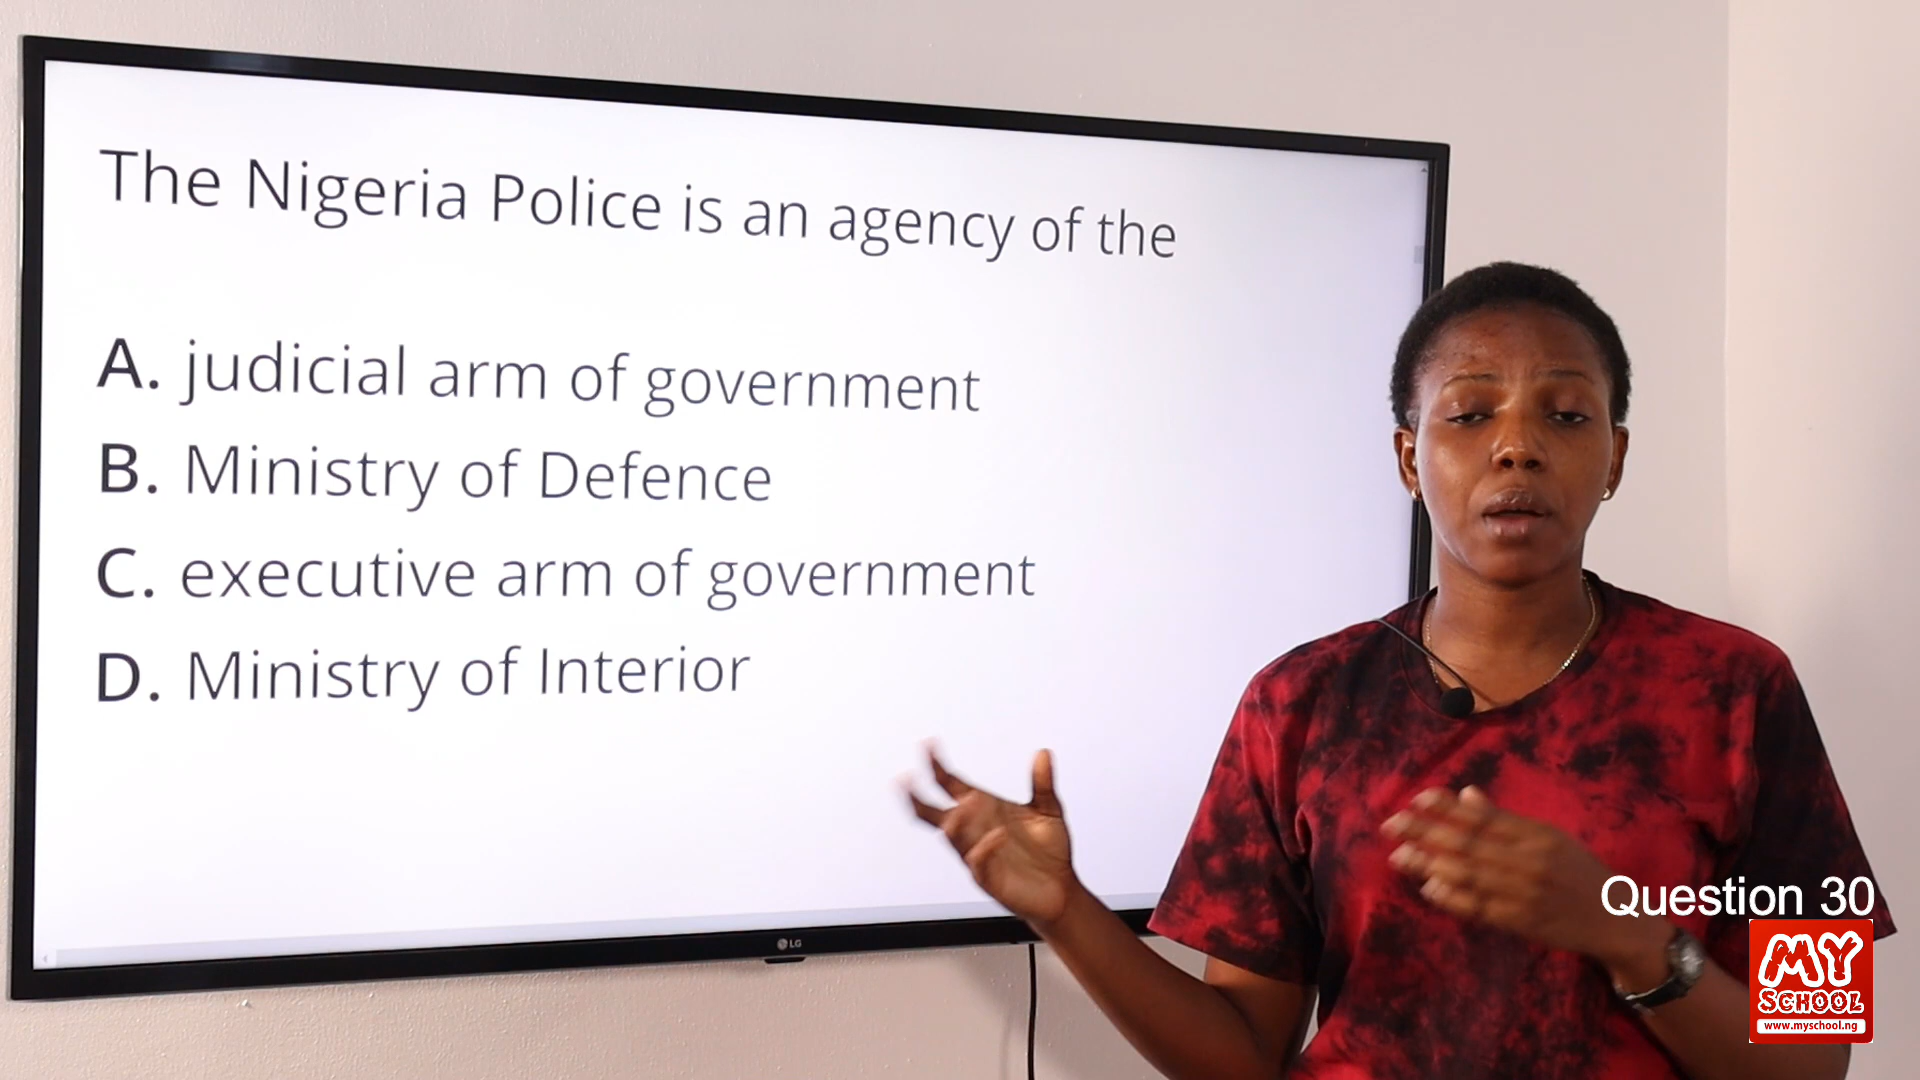 The Nigeria Police is an agency of the
A. judicial arm of government
B. Ministry of Defence
C. executive arm of government
D. Ministry of Interior
LG
Question 30
MY
SCHOOL
www.myschool.ng